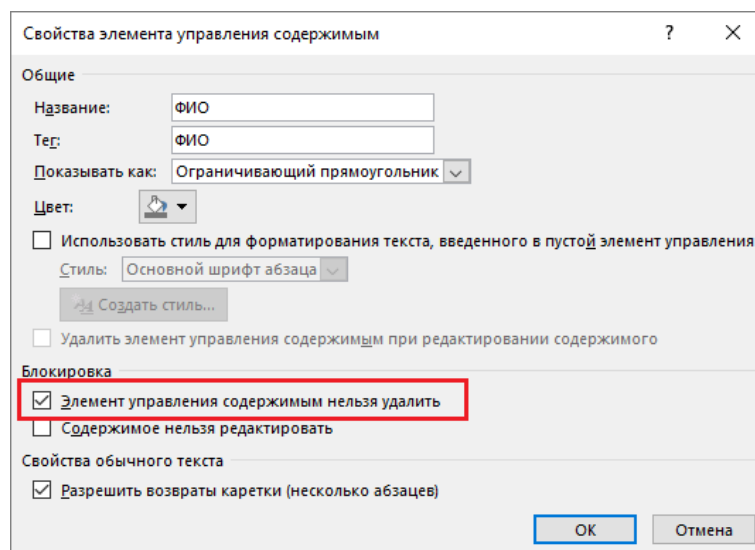 Свойства элемента управления содержимым ?
Общие
Название: ФИО
Тег: ФИО
Показывать как: Ограничивающий прямоугольник
Цвет:
Использовать стиль для форматирования текста, введенного в пустой элемент управления
Стиль: Основной шрифт абзаца
Создать стиль...
Удалить элемент управления содержимым при редактировании содержимого
Блокировка
Элемент управления содержимым нельзя удалить
Содержимое нельзя редактировать
Свойства обычного текста
Разрешить возвраты каретки (несколько абзацев)
ОК Отмена